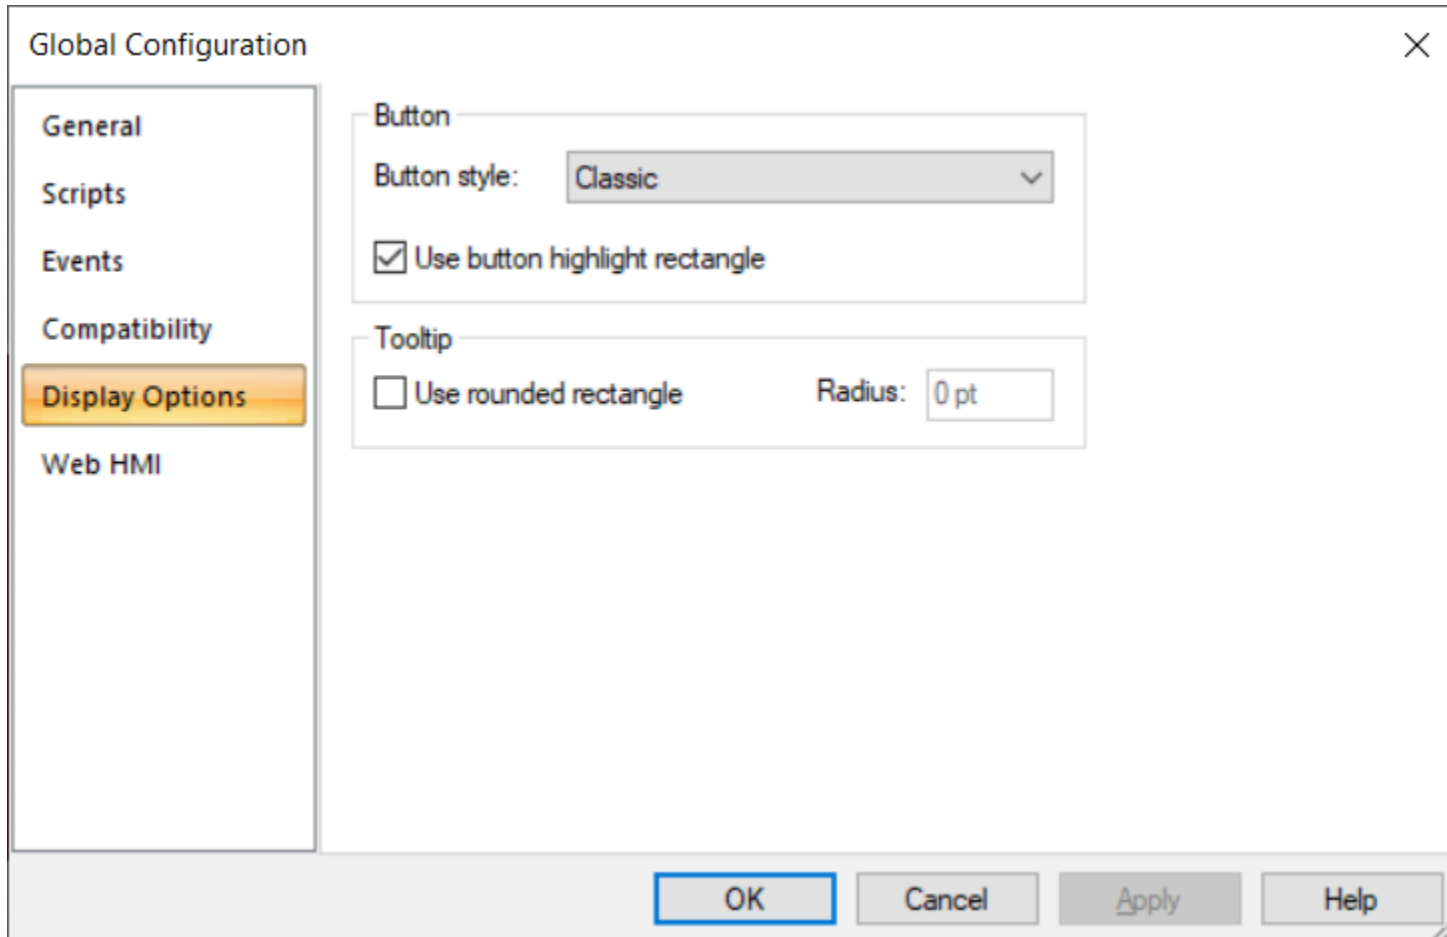 Global Configuration
General
Scripts
Events
Compatibility
Display Options
Web HMI
Button
Button style: Classic
Use button highlight rectangle
Tooltip
Use rounded rectangle Radius: 0 pt
OK Cancel Apply Help